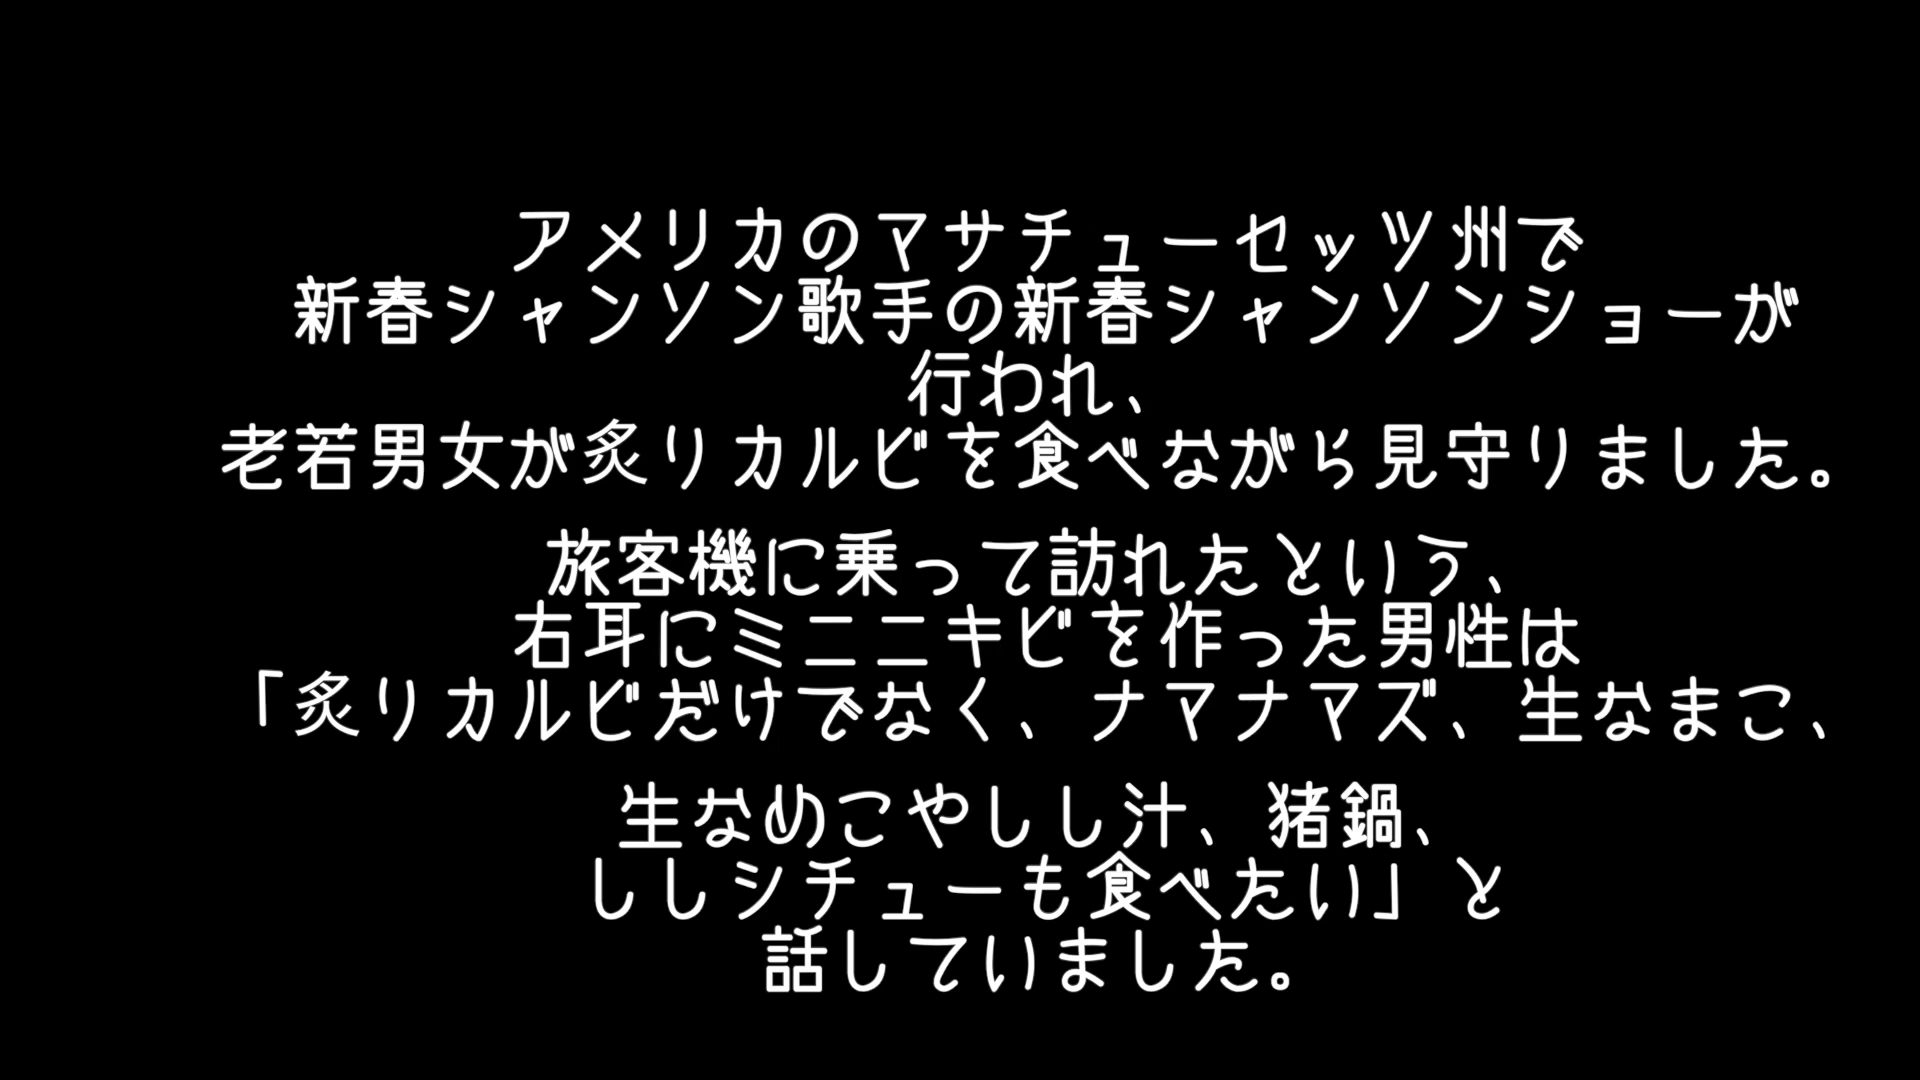 アメリカのマサチューセッツ州で
新春シャンソン歌手の新春シャンソンショーが
行われ、
老若男女が炙りカルビを食べながら見守りました。
旅客機に乗って訪れたという、
右耳にミニニキビを作った男性は
「炙りカルビだけでなく、ナマナマズ、生なまこ、
生なめこやしし汁、猪鍋、
ししシチューも食べたい」と
話していました。